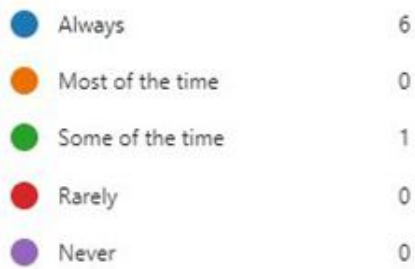 Always 6
Most of the time 0
Some of the time 1
Rarely 0
Never 0